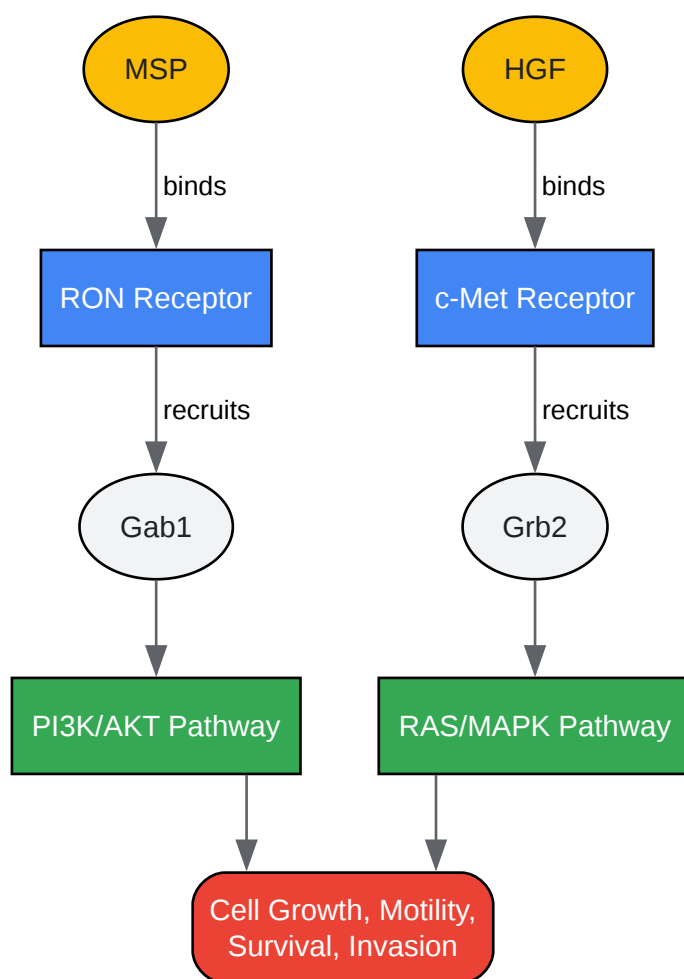 MSP
HGF
binds
binds
RON Receptor
c-Met Receptor
recruits
recruits
Gab1
Grb2
PI3K/AKT Pathway
RAS/MAPK Pathway
Cell Growth, Motility,
Survival, Invasion